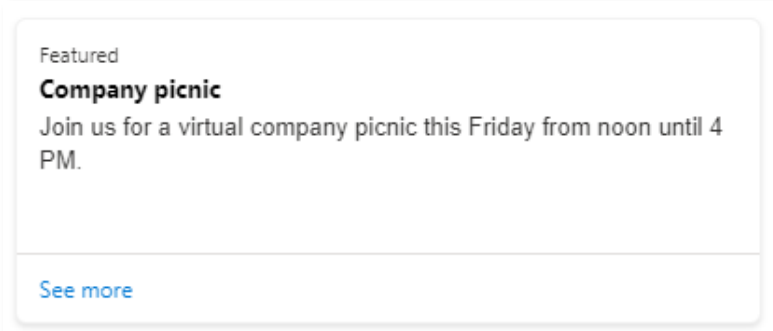 Featured
Company picnic
Join us for a virtual company picnic this Friday from noon until 4
PM.
See more